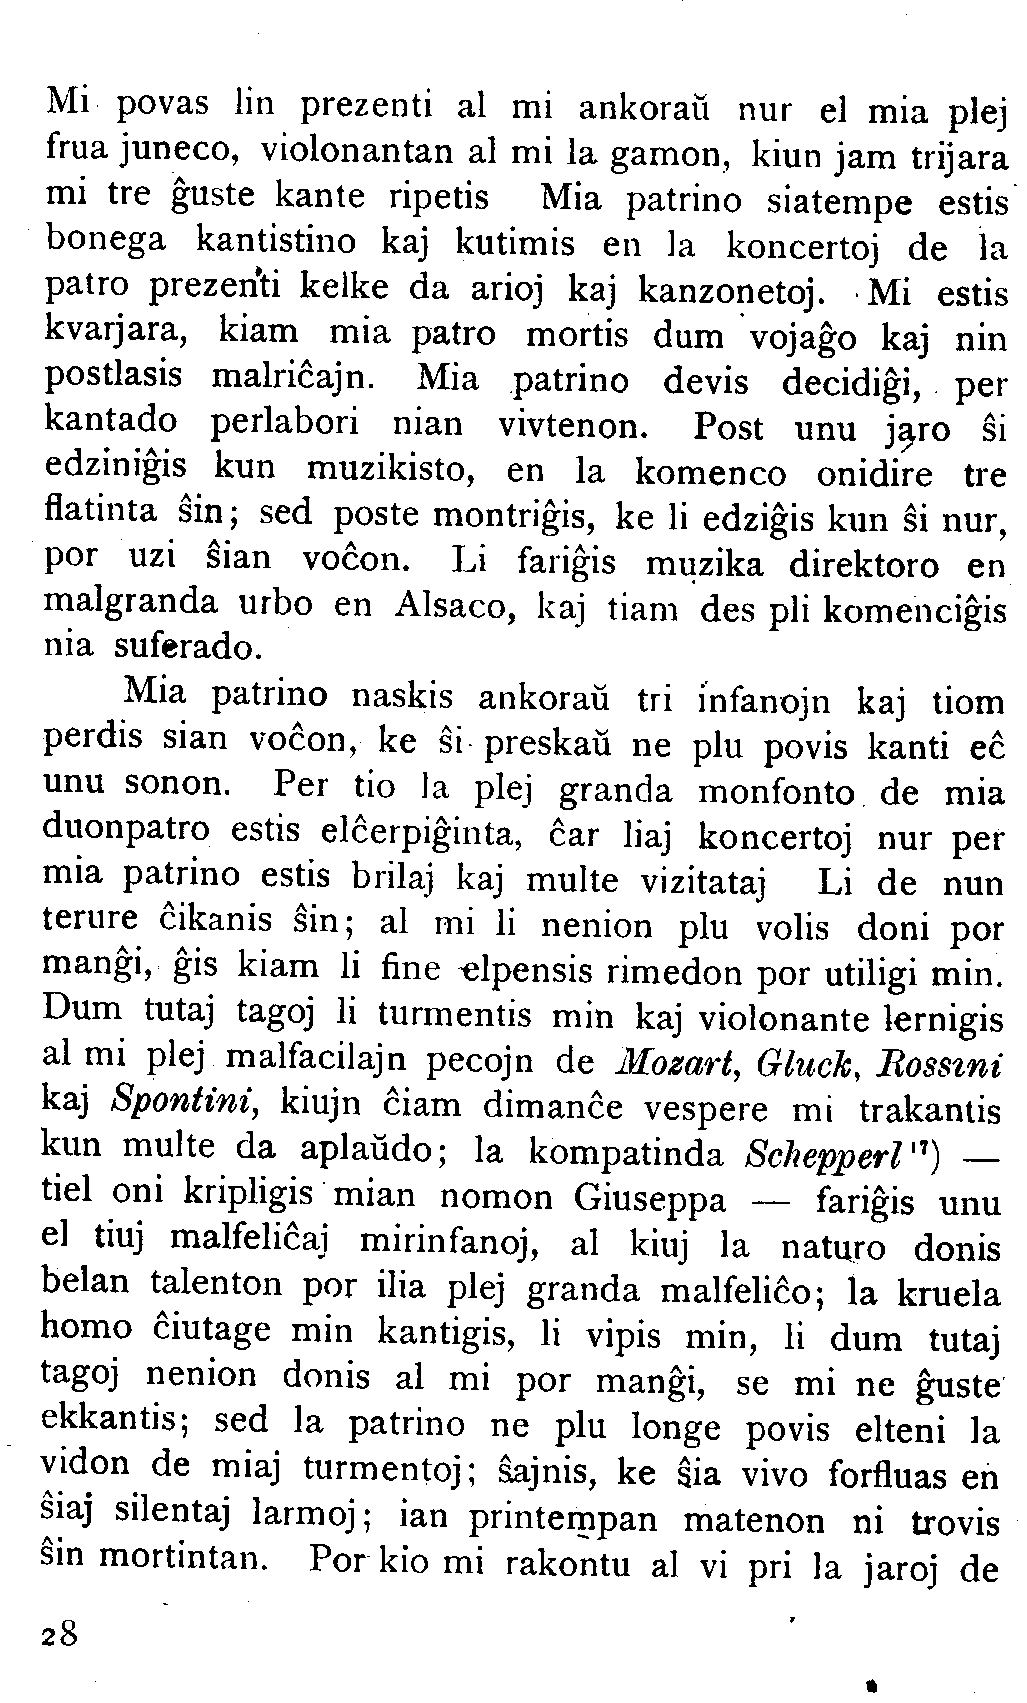 Mi povas lin prezenti al mi ankoraŭ nur el mia plej
frua juneco, violonantan al mi la gamon, kiun jam trijara
mi tre ĝuste kante ripetis Mia patrino siatempe estis
bonega kantistino kaj kutimis en la koncertoj de la
patro prezenti kelke da arioj kaj kanzonetoj. Mi estis
kvarjara, kiam mia patro mortis dum vojaĝo kaj nin
postlasis malriĉajn. Mia patrino devis decidiĝi, per
kantado perlabori nian vivtenon. Post unu jaro ŝi
edziniĝis kun muzikisto, en la komenco onidire tre
flatinta ŝin; sed poste montriĝis, ke li edziĝis kun ŝi nur,
por uzi ŝian voĉon. Li fariĝis muzika direktoro en
malgranda urbo en Alsaco, kaj tiam des pli komenciĝis
nia suferado.
Mia patrino naskis ankoraŭ tri infanojn kaj tiom
perdis sian voĉon, ke ŝi preskaŭ ne plu povis kanti eĉ
unu sonon. Per tio la plej granda monfonto de mia
duonpatro estis elĉerpiĝinta, ĉar liaj koncertoj nur per
mia patrino estis brilaj kaj multe vizitataj Li de nun
terure ĉikanis ŝin; al mi li nenion plu volis doni por
manĝi, ĝis kiam li fine elpensis rimedon por utiligi min.
Dum tutaj tagoj li turmentis min kaj violonante lernigis
al mi plej malfacilajn pecojn de Mozart, Gluck, Rossini
kaj Spontini, kiujn ĉiam dimanĉe vespere mi trakantis
kun multe da aplaŭdo; la kompatinda Schepperl ¹⁷) —
tiel oni kripligis mian nomon Giuseppa — fariĝis unu
el tiuj malfeliĉaj mirinfanoj, al kiuj la naturo donis
belan talenton por ilia plej granda malfeliĉo; la kruela
homo ĉiutage min kantigis, li vipis min, li dum tutaj
tagoj nenion donis al mi por manĝi, se mi ne ĝuste
ekkantis; sed la patrino ne plu longe povis elteni la
vidon de miaj turmentoj; ŝajnis, ke ŝia vivo forfluas en
ŝiaj silentaj larmoj; ian printempan matenon ni trovis
ŝin mortintan. Por kio mi rakontu al vi pri la jaroj de
28